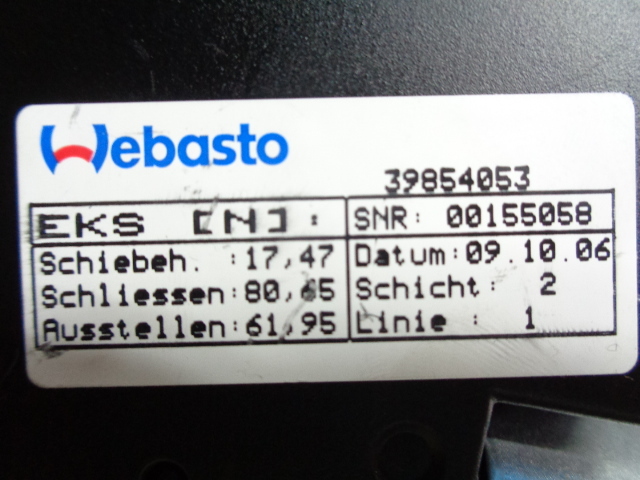 Webasto
39854053
EKS [N]: SNR: 00155058
Schiebeh. :17,47 Datum:09.10.06
Schliessen:80,65 Schicht: 2
Ausstellen:61,95 Linie : 1